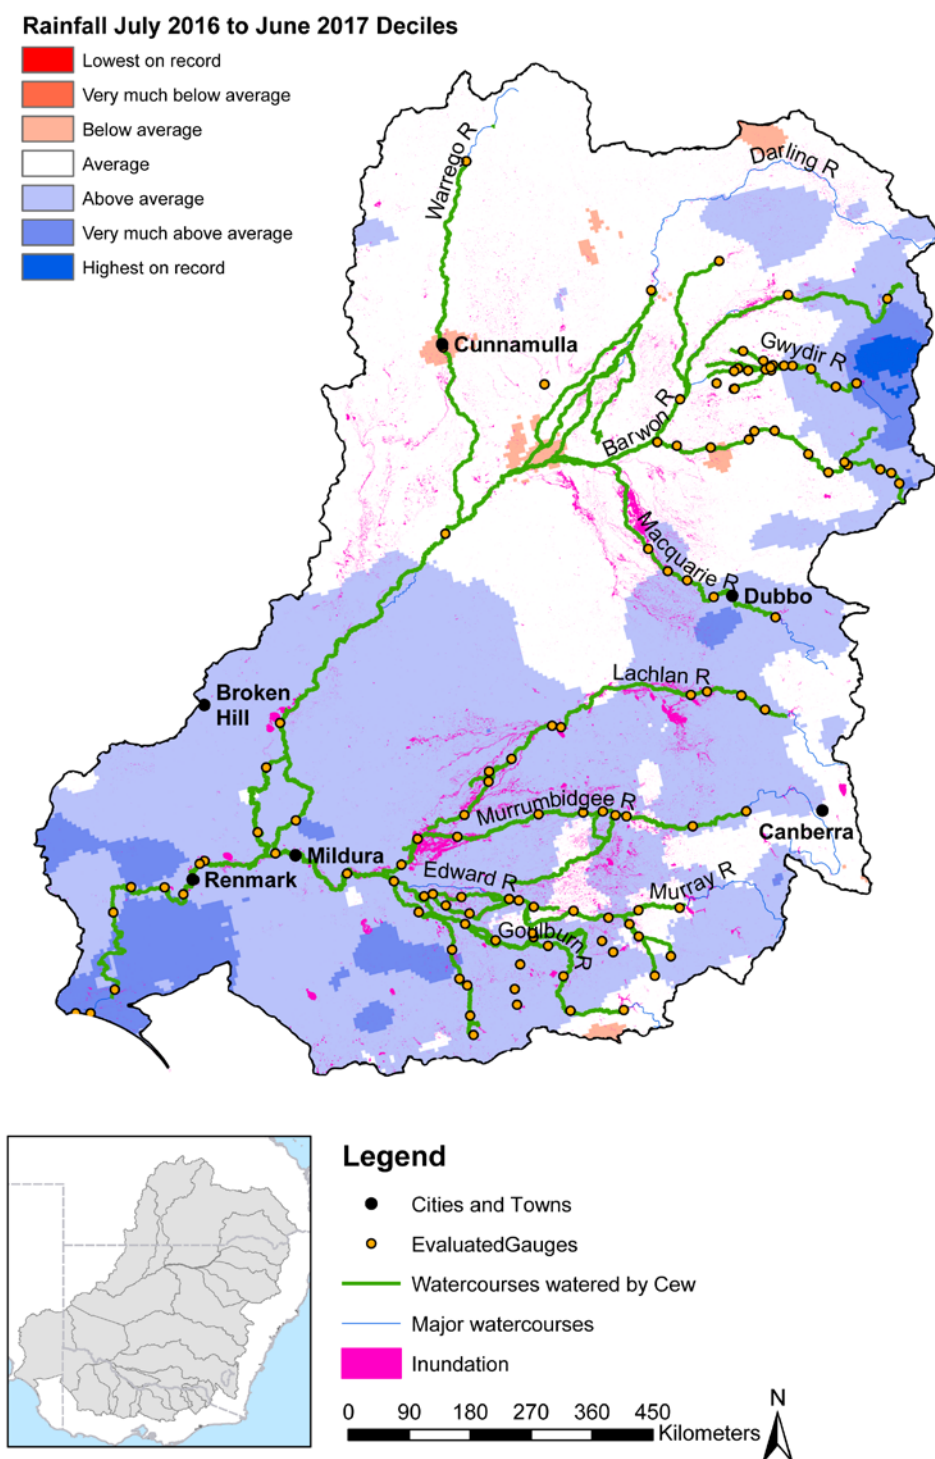 Rainfall July 2016 to June 2017 Deciles
Lowest on record
Very much below average
Below average
Average
Above average
Very much above average
Highest on record
Warrego R
Darling R
Cunnamulla
Gwydir R
Barwon R
Macquarie R
Dubbo
Lachlan R
Broken
Hill
Murrumbidgee R
Canberra
Mildura
Renmark
Edward R
Murray R
Goulburn R
Legend
Cities and Towns
EvaluatedGauges
Watercourses watered by Cew
Major watercourses
Inundation
N
0 90 180 270 360 450
Kilometers